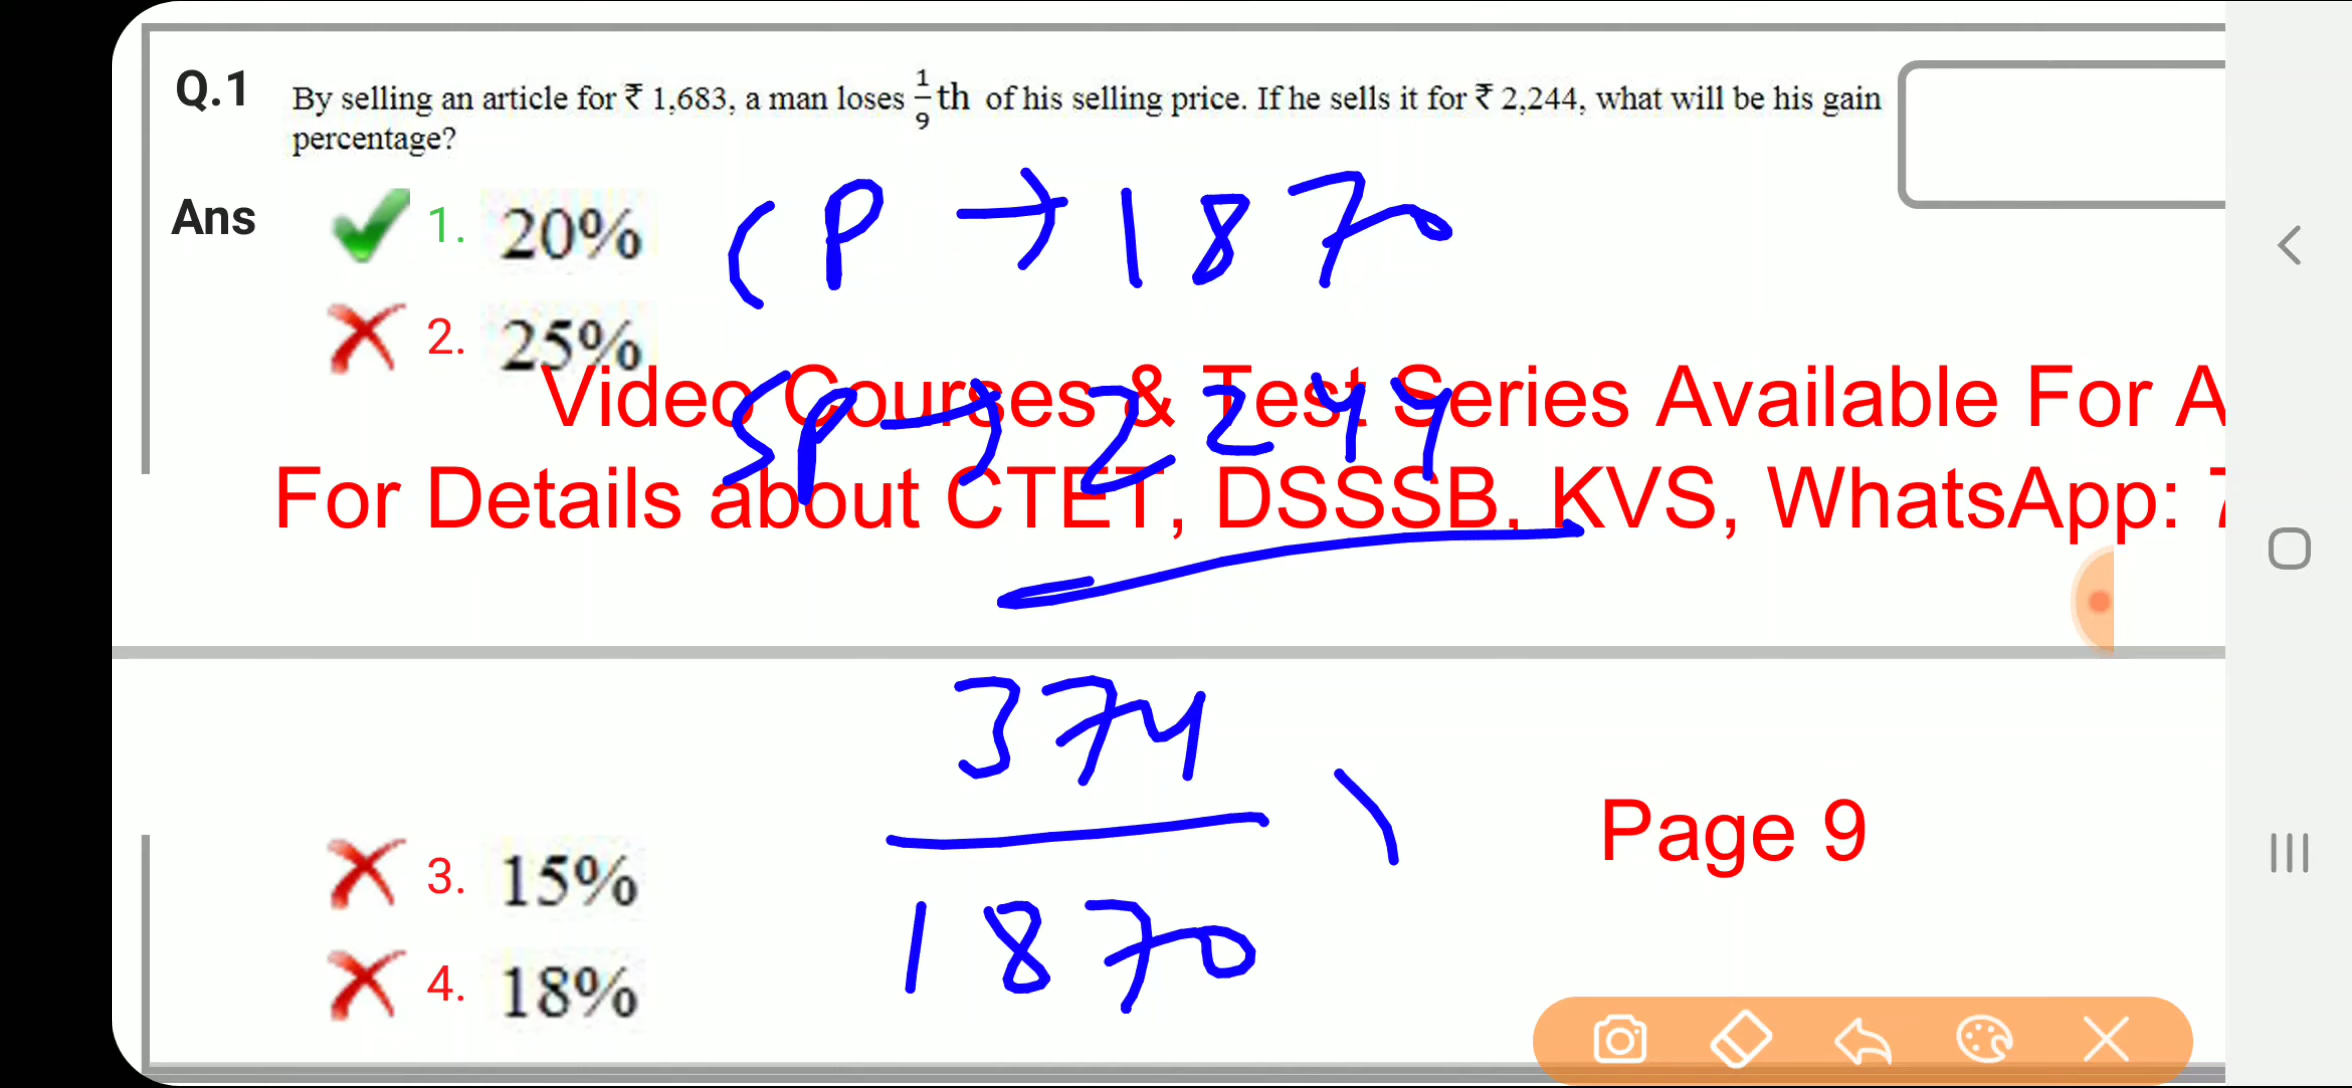 Q.1 By selling an article for ₹ 1,683, a man loses 1/9 th of his selling price. If he sells it for ₹ 2,244, what will be his gain
percentage?
Ans 1. 20% CP → 1870
2. 25%
Video Courses & Test Series Available For A
SP → 2244
For Details about CTET, DSSSB, KVS, WhatsApp: 7
374
3. 15% Page 9
1870
4. 18%